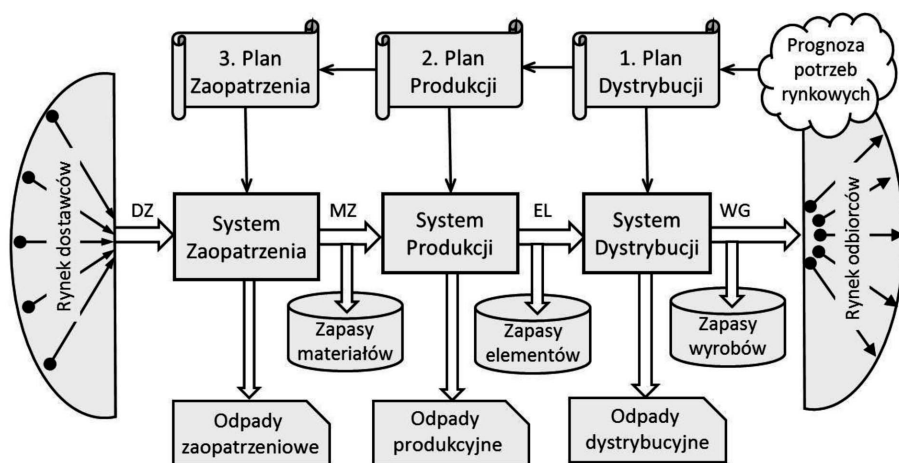 3. Plan
Zaopatrzenia
2. Plan
Produkcji
1. Plan
Dystrybucji
Prognoza
potrzeb
rynkowych
Rynek dostawców
DZ
System
Zaopatrzenia
MZ
System
Produkcji
EL
System
Dystrybucji
WG
Rynek odbiorców
Zapasy
materiałów
Zapasy
elementów
Zapasy
wyrobów
Odpady
zaopatrzeniowe
Odpady
produkcyjne
Odpady
dystrybucyjne